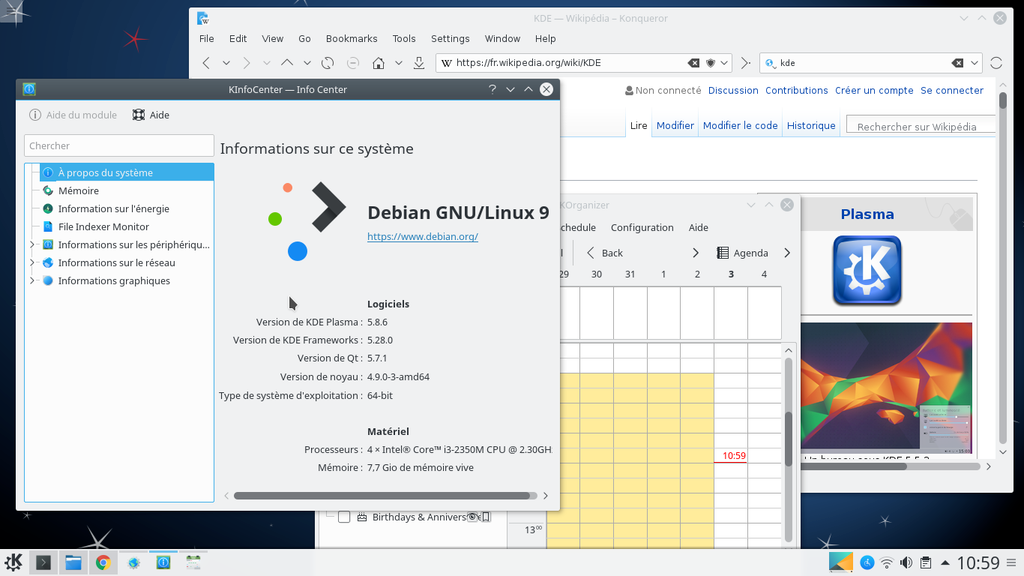 KDE — Wikipédia – Konqueror
File Edit View Go Bookmarks Tools Settings Window Help
https://fr.wikipedia.org/wiki/KDE
kde
Non connecté Discussion Contributions Créer un compte Se connecter
Lire Modifier Modifier le code Historique
Rechercher sur Wikipédia
Plasma
KInfoCenter — Info Center
Aide du module Aide
Chercher
À propos du système
Mémoire
Information sur l'énergie
File Indexer Monitor
Informations sur les périphériqu...
Informations sur le réseau
Informations graphiques
Informations sur ce système
Debian GNU/Linux 9
https://www.debian.org/
Logiciels
Version de KDE Plasma : 5.8.6
Version de KDE Frameworks : 5.28.0
Version de Qt : 5.7.1
Version de noyau : 4.9.0-3-amd64
Type de système d'exploitation : 64-bit
Matériel
Processeurs : 4 × Intel® Core™ i3-2350M CPU @ 2.30GH
Mémoire : 7,7 Gio de mémoire vive
KOrganizer
chedule Configuration Aide
Back Agenda
29 30 31 1 2 3 4
10:59
Birthdays & Annivers
13 00
10:59